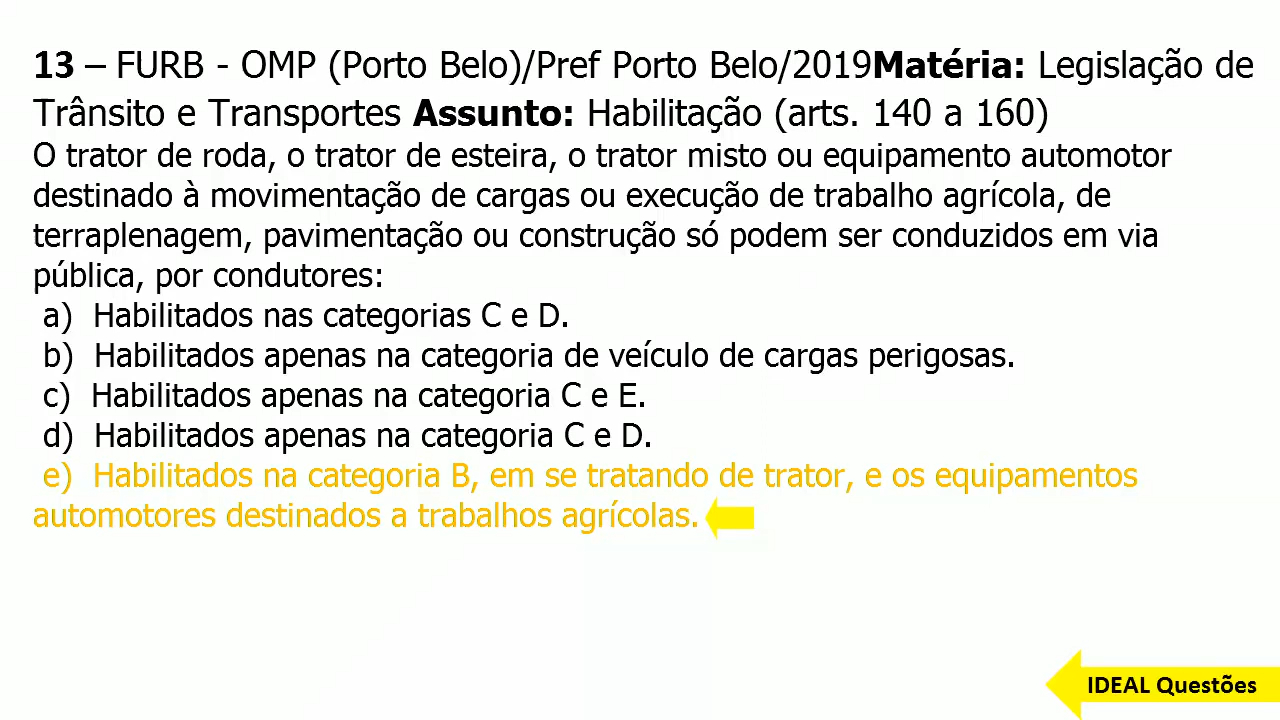 13 – FURB - OMP (Porto Belo)/Pref Porto Belo/2019Matéria: Legislação de
Trânsito e Transportes Assunto: Habilitação (arts. 140 a 160)
O trator de roda, o trator de esteira, o trator misto ou equipamento automotor
destinado à movimentação de cargas ou execução de trabalho agrícola, de
terraplenagem, pavimentação ou construção só podem ser conduzidos em via
pública, por condutores:
a) Habilitados nas categorias C e D.
b) Habilitados apenas na categoria de veículo de cargas perigosas.
c) Habilitados apenas na categoria C e E.
d) Habilitados apenas na categoria C e D.
e) Habilitados na categoria B, em se tratando de trator, e os equipamentos
automotores destinados a trabalhos agrícolas.
IDEAL Questões